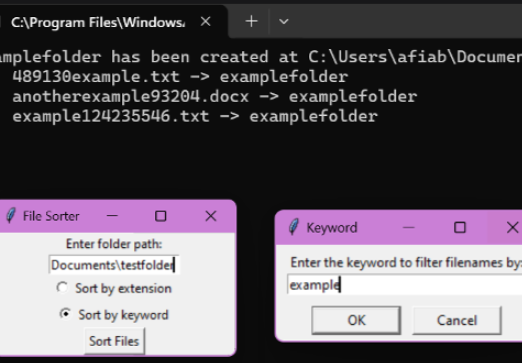 C:\Program Files\Windows
amplefolder has been created at C:\Users\afiab\Documen
489130example.txt -> examplefolder
anotherexample93204.docx -> examplefolder
example124235546.txt -> examplefolder
File Sorter
Enter folder path:
Documents\testfolder
Sort by extension
Sort by keyword
Sort Files
Keyword
Enter the keyword to filter filenames by:
example
OK
Cancel